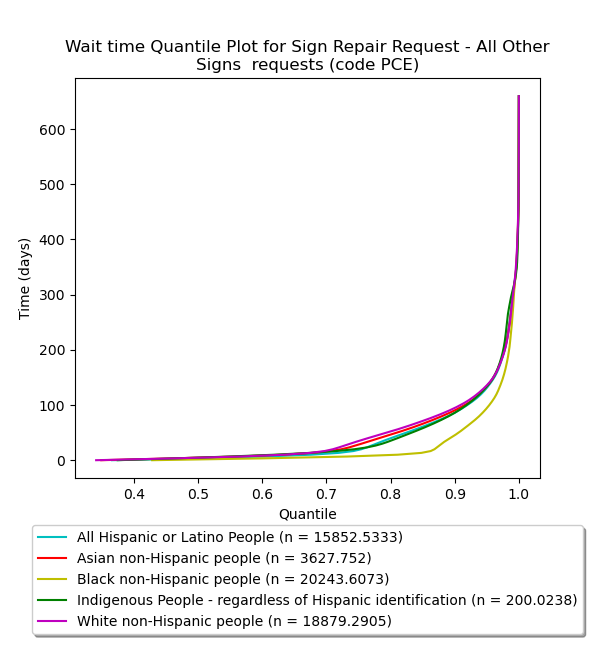 Wait time Quantile Plot for Sign Repair Request - All Other
Signs  requests (code PCE)
Time (days)
600
500
400
300
200
100
0
0.4 0.5 0.6 0.7 0.8 0.9 1.0
Quantile
All Hispanic or Latino People (n = 15852.5333)
Asian non-Hispanic people (n = 3627.752)
Black non-Hispanic people (n = 20243.6073)
Indigenous People - regardless of Hispanic identification (n = 200.0238)
White non-Hispanic people (n = 18879.2905)